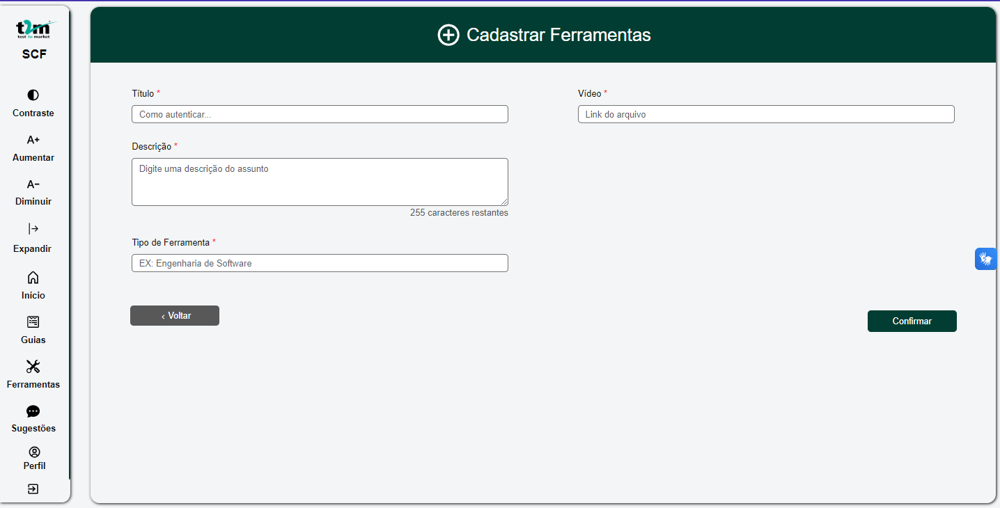 t2m
test to market
SCF
Contraste
A+
Aumentar
A-
Diminuir
Expandir
Início
Guias
Ferramentas
Sugestões
Perfil
Cadastrar Ferramentas
Título *
Como autenticar...
Vídeo *
Link do arquivo
Descrição *
Digite uma descrição do assunto
255 caracteres restantes
Tipo de Ferramenta *
EX: Engenharia de Software
‹ Voltar
Confirmar